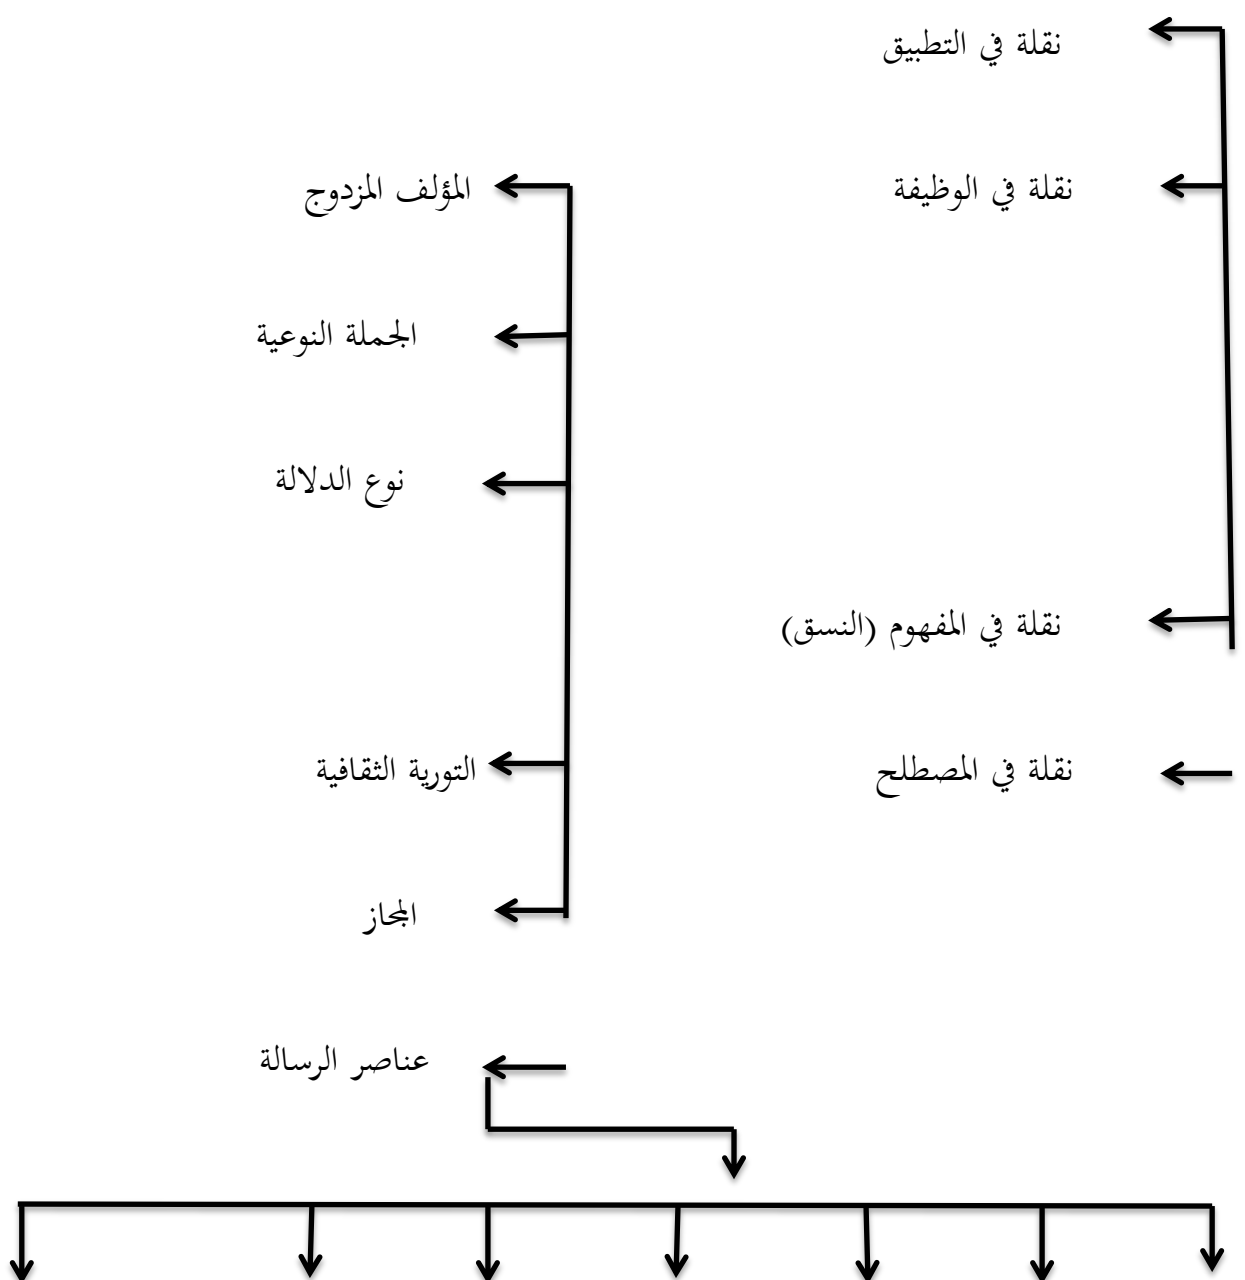 نقلة في التطبيق
نقلة في الوظيفة
نقلة في المفهوم (النسق)
نقلة في المصطلح
المؤلف المزدوج
الجملة النوعية
نوع الدلالة
التورية الثقافية
المجاز
عناصر الرسالة